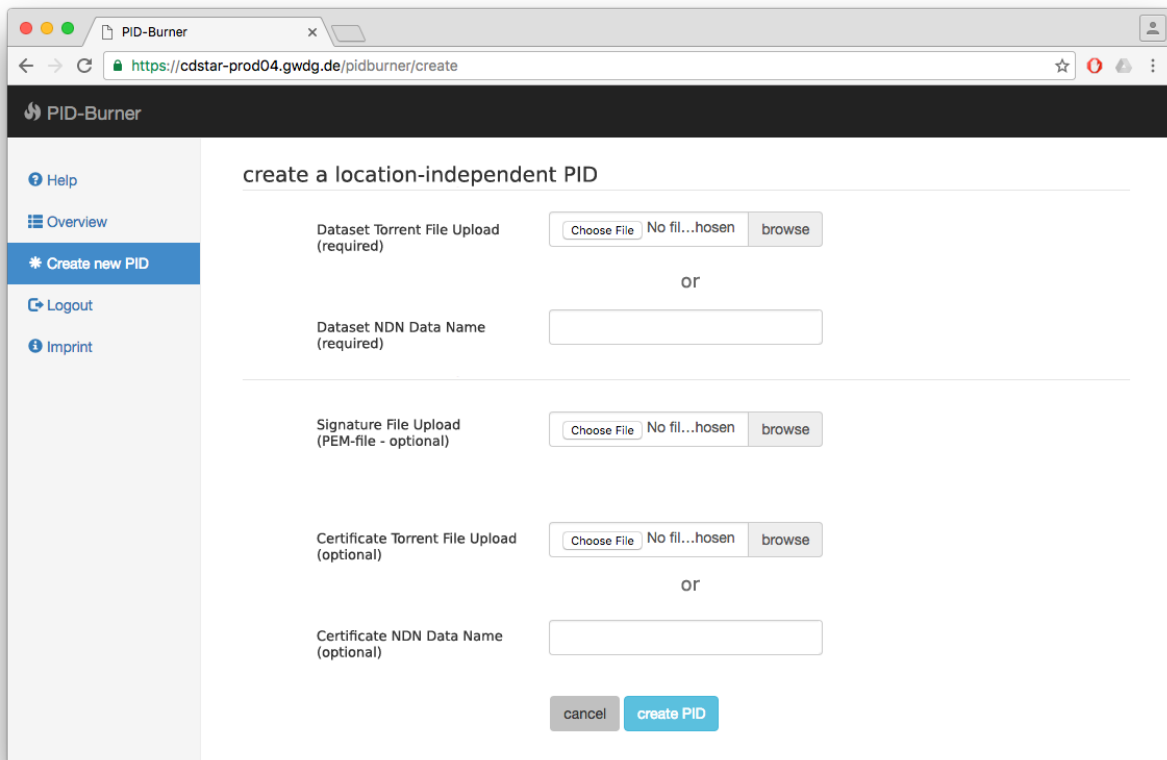 PID-Burner
https://cdstar-prod04.gwdg.de/pidburner/create
PID-Burner
Help
Overview
Create new PID
Logout
Imprint
create a location-independent PID
Dataset Torrent File Upload
(required)
Choose File No fil...hosen browse
or
Dataset NDN Data Name
(required)
Signature File Upload
(PEM-file - optional)
Choose File No fil...hosen browse
Certificate Torrent File Upload
(optional)
Choose File No fil...hosen browse
or
Certificate NDN Data Name
(optional)
cancel create PID